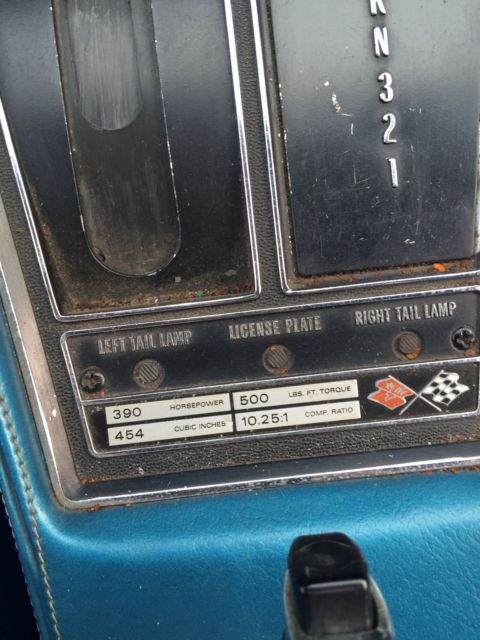 R
N
3
2
1
LEFT TAIL LAMP
LICENSE PLATE
RIGHT TAIL LAMP
390 HORSEPOWER
500 LBS. FT. TORQUE
454 CUBIC INCHES
10.25:1 COMP. RATIO